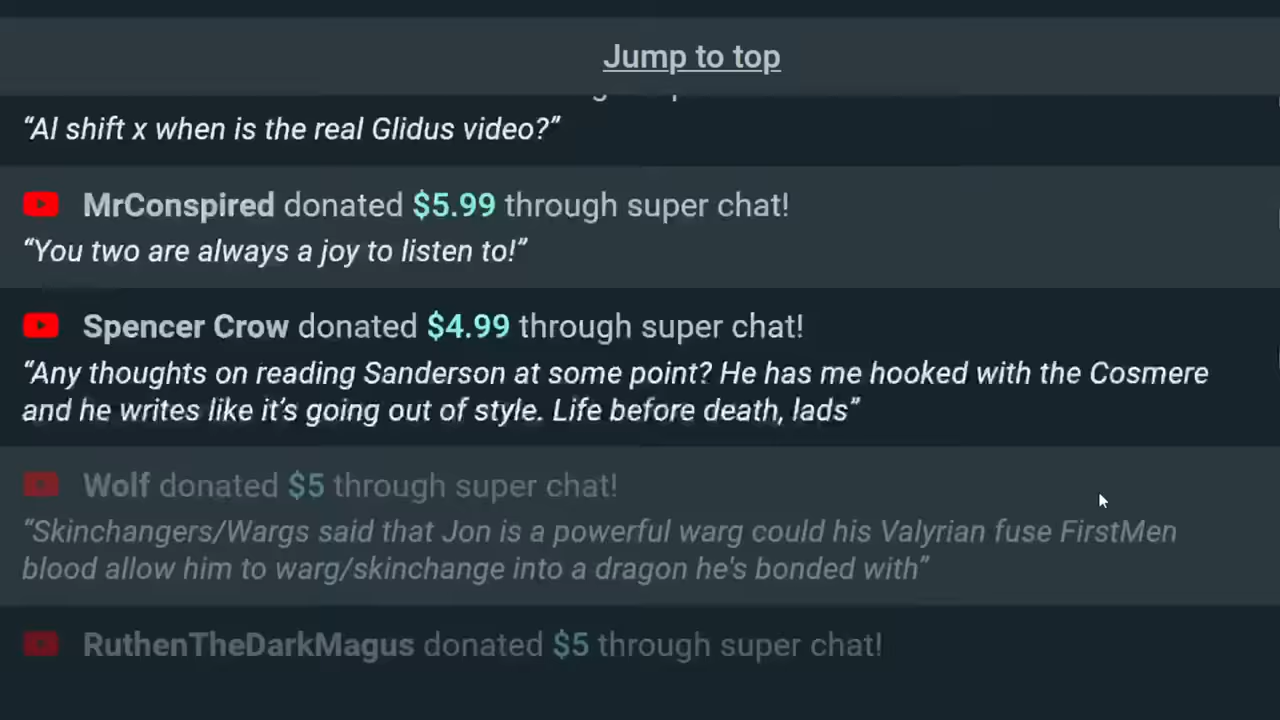 Jump to top
“Al shift x when is the real Glidus video?”
MrConspired donated $5.99 through super chat!
“You two are always a joy to listen to!”
Spencer Crow donated $4.99 through super chat!
“Any thoughts on reading Sanderson at some point? He has me hooked with the Cosmere
and he writes like it’s going out of style. Life before death, lads”
Wolf donated $5 through super chat!
“Skinchangers/Wargs said that Jon is a powerful warg could his Valyrian fuse FirstMen
blood allow him to warg/skinchange into a dragon he's bonded with”
RuthenTheDarkMagus donated $5 through super chat!